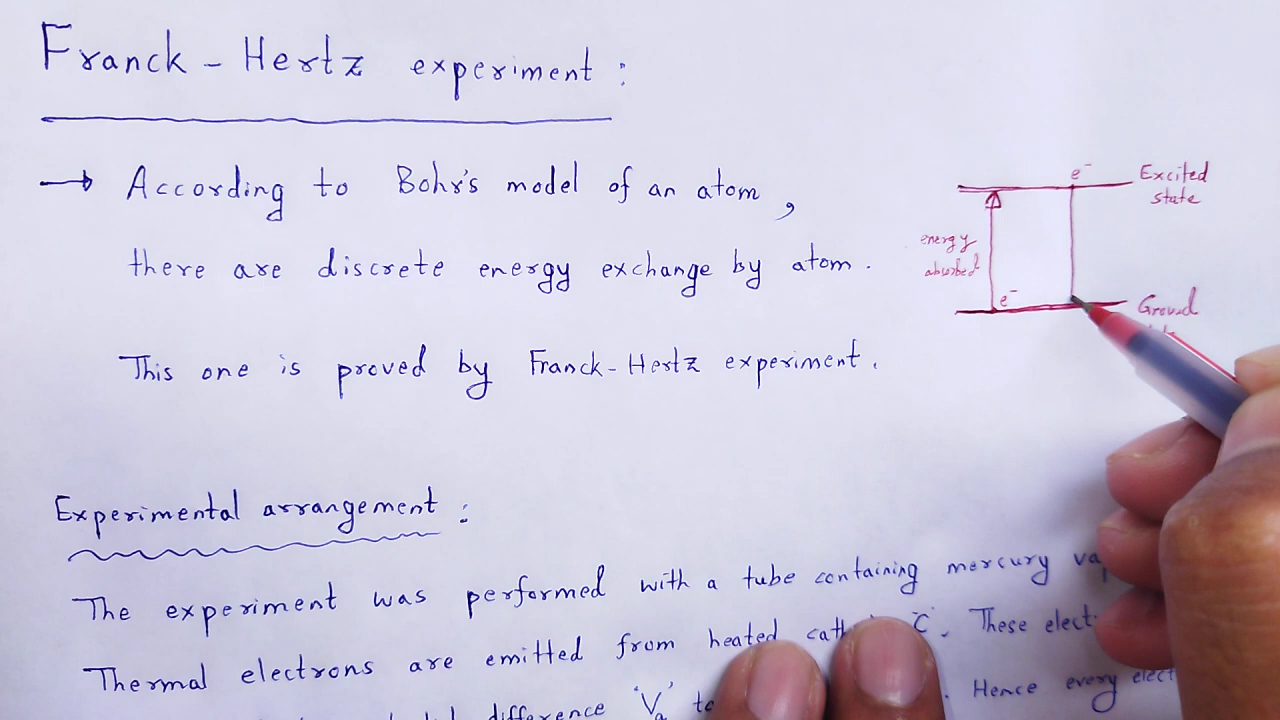 Franck - Hertz experiment :
→ According to Bohr's model of an atom ,
there are discrete energy exchange by atom .
This one is proved by Franck - Hertz experiment .
e⁻ Excited
state
energy
absorbed
e⁻ Ground
Experimental arrangement :
The experiment was performed with a tube containing mercury
Thermal electrons are emitted from heated 'C'. These
difference 'Vₐ' Hence every